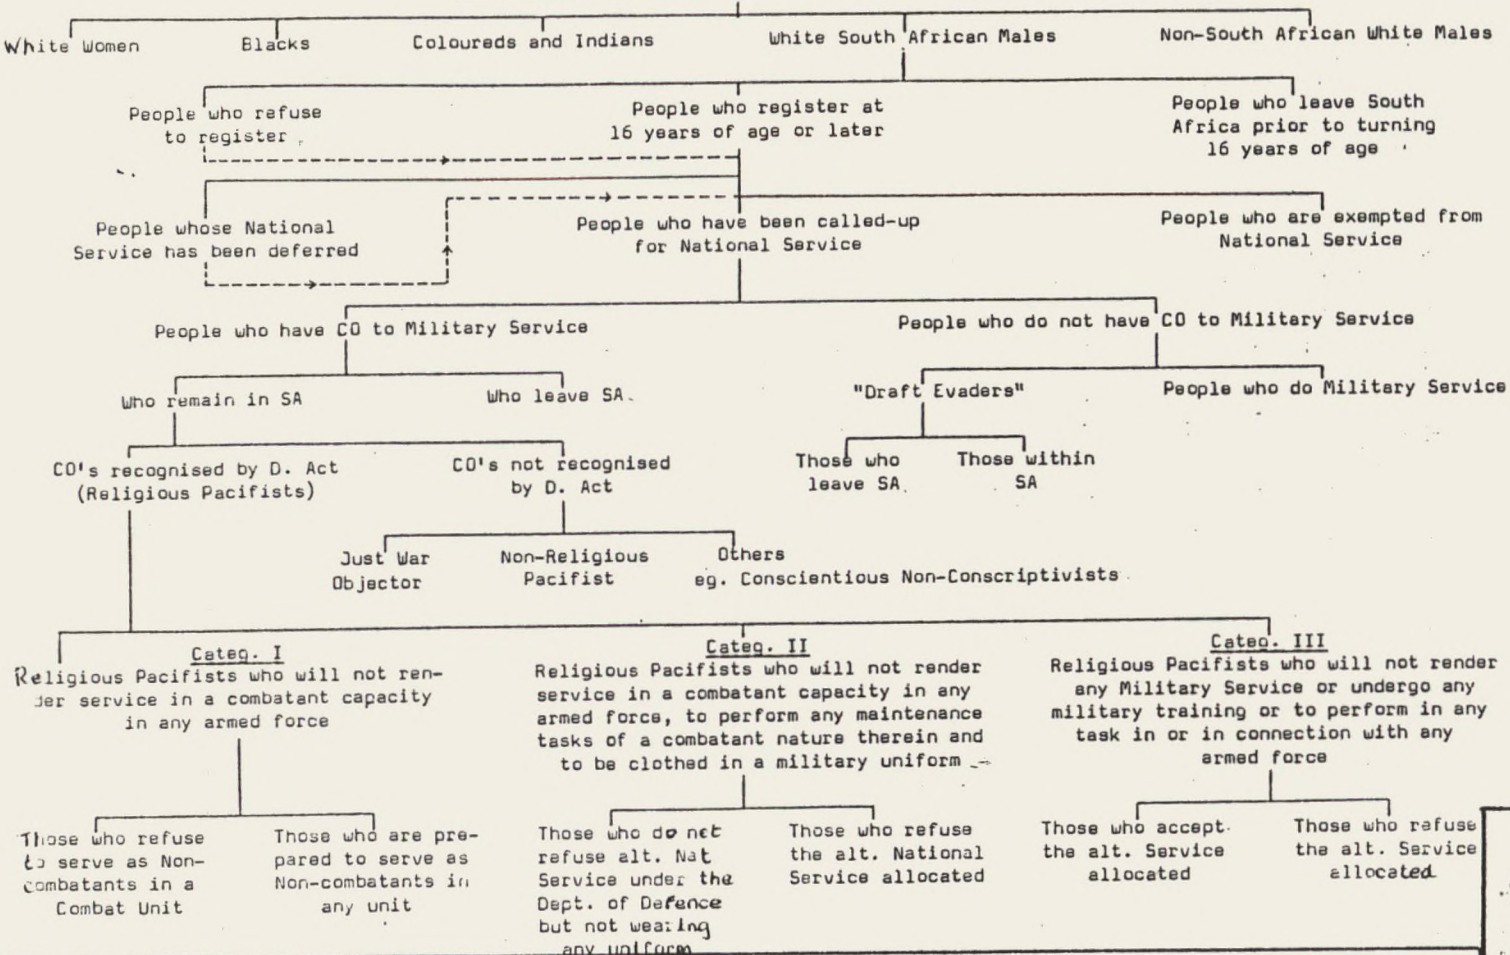 White Women
Blacks
Coloureds and Indians
White South African Males
Non-South African White Males
People who refuse
to register
People who register at
16 years of age or later
People who leave South
Africa prior to turning
16 years of age
People whose National
Service has been deferred
People who have been called-up
for National Service
People who are exempted from
National Service
People who have CO to Military Service
People who do not have CO to Military Service
Who remain in SA
Who leave SA
"Draft Evaders"
People who do Military Service
CO's recognised by D. Act
(Religious Pacifists)
CO's not recognised
by D. Act
Those who
leave SA
Those within
SA
Just War
Objector
Non-Religious
Pacifist
Others
eg. Conscientious Non-Conscriptivists
Categ. I
Religious Pacifists who will not ren-
der service in a combatant capacity
in any armed force
Categ. II
Religious Pacifists who will not render
service in a combatant capacity in any
armed force, to perform any maintenance
tasks of a combatant nature therein and
to be clothed in a military uniform
Categ. III
Religious Pacifists who will not render
any Military Service or undergo any
military training or to perform in any
task in or in connection with any
armed force
Those who refuse
to serve as Non-
combatants in a
Combat Unit
Those who are pre-
pared to serve as
Non-combatants in
any unit
Those who do not
refuse alt. Nat
Service under the
Dept. of Defence
but not wearing
any uniform
Those who refuse
the alt. National
Service allocated
Those who accept
the alt. Service
allocated
Those who refuse
the alt. Service
allocated